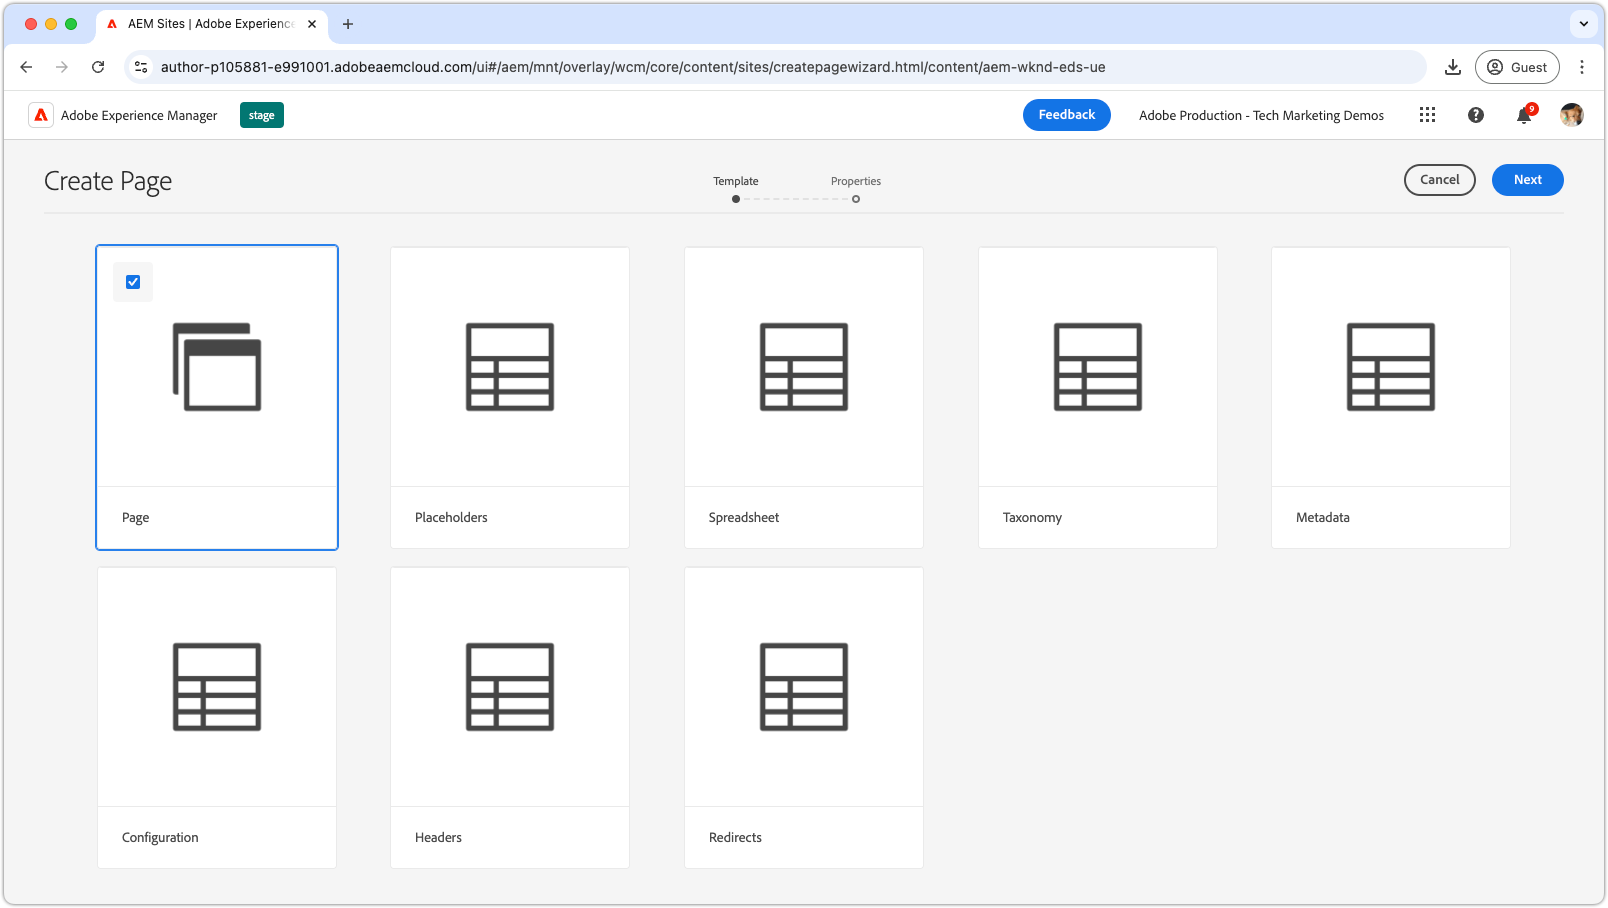 AEM Sites | Adobe Experience
author-p105881-e991001.adobeaemcloud.com/ui#/aem/mnt/overlay/wcm/core/content/sites/createpagewizard.html/content/aem-wknd-eds-ue
Guest
Adobe Experience Manager
stage
Feedback
Adobe Production - Tech Marketing Demos
9
Create Page
Template
Properties
Cancel
Next
Page
Placeholders
Spreadsheet
Taxonomy
Metadata
Configuration
Headers
Redirects